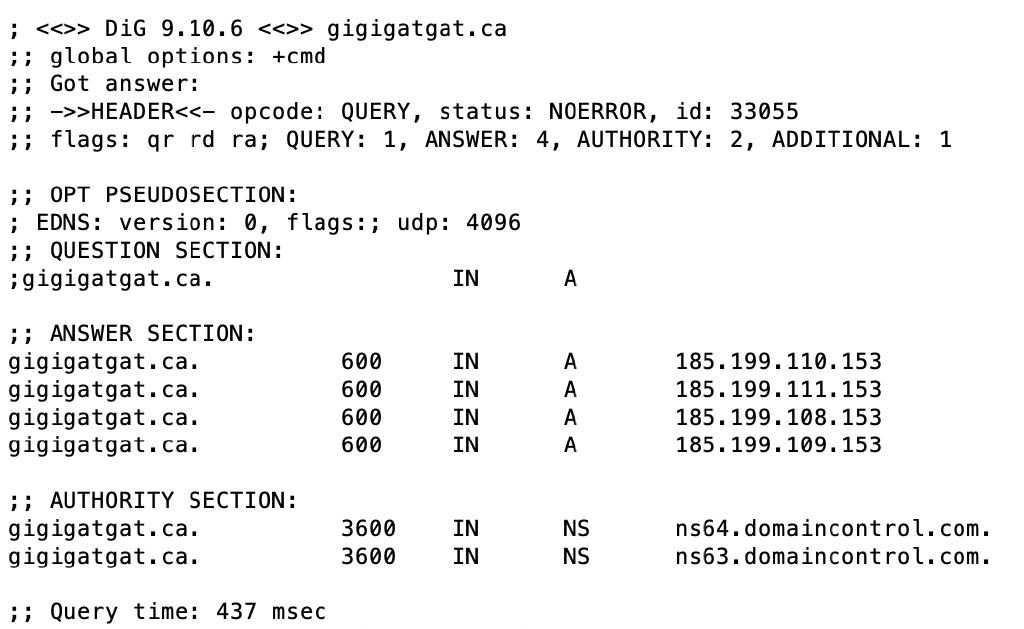 ; <<>> DiG 9.10.6 <<>> gigigatgat.ca
;; global options: +cmd
;; Got answer:
;; ->>HEADER<<- opcode: QUERY, status: NOERROR, id: 33055
;; flags: qr rd ra; QUERY: 1, ANSWER: 4, AUTHORITY: 2, ADDITIONAL: 1
;; OPT PSEUDOSECTION:
; EDNS: version: 0, flags:; udp: 4096
;; QUESTION SECTION:
;gigigatgat.ca. IN A
;; ANSWER SECTION:
gigigatgat.ca. 600 IN A 185.199.110.153
gigigatgat.ca. 600 IN A 185.199.111.153
gigigatgat.ca. 600 IN A 185.199.108.153
gigigatgat.ca. 600 IN A 185.199.109.153
;; AUTHORITY SECTION:
gigigatgat.ca. 3600 IN NS ns64.domaincontrol.com.
gigigatgat.ca. 3600 IN NS ns63.domaincontrol.com.
;; Query time: 437 msec